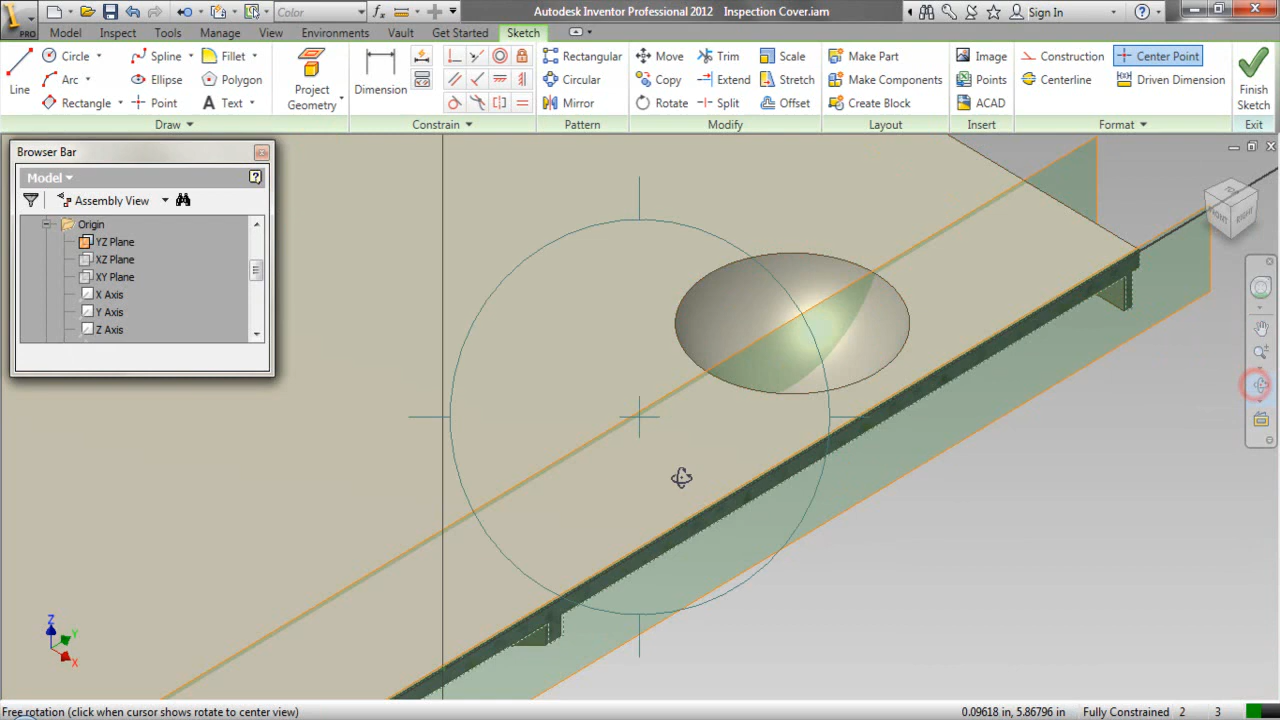 PRO
Color
Autodesk Inventor Professional 2012 Inspection Cover.iam
Sign In
Model Inspect Tools Manage View Environments Vault Get Started Sketch
Line
Circle Spline Fillet
Arc Ellipse Polygon
Rectangle Point Text
Project
Geometry
Dimension
Rectangular
Circular
Mirror
Move Trim Scale
Copy Extend Stretch
Rotate Split Offset
Make Part
Make Components
Create Block
Image
Points
ACAD
Construction Center Point
Centerline Driven Dimension
Finish
Sketch
Draw Constrain Pattern Modify Layout Insert Format Exit
Browser Bar
Model
Assembly View
Origin
YZ Plane
XZ Plane
XY Plane
X Axis
Y Axis
Z Axis
FRONT RIGHT
Z
Y
X
Free rotation (click when cursor shows rotate to center view) 0.09618 in, 5.86796 in Fully Constrained 2 3